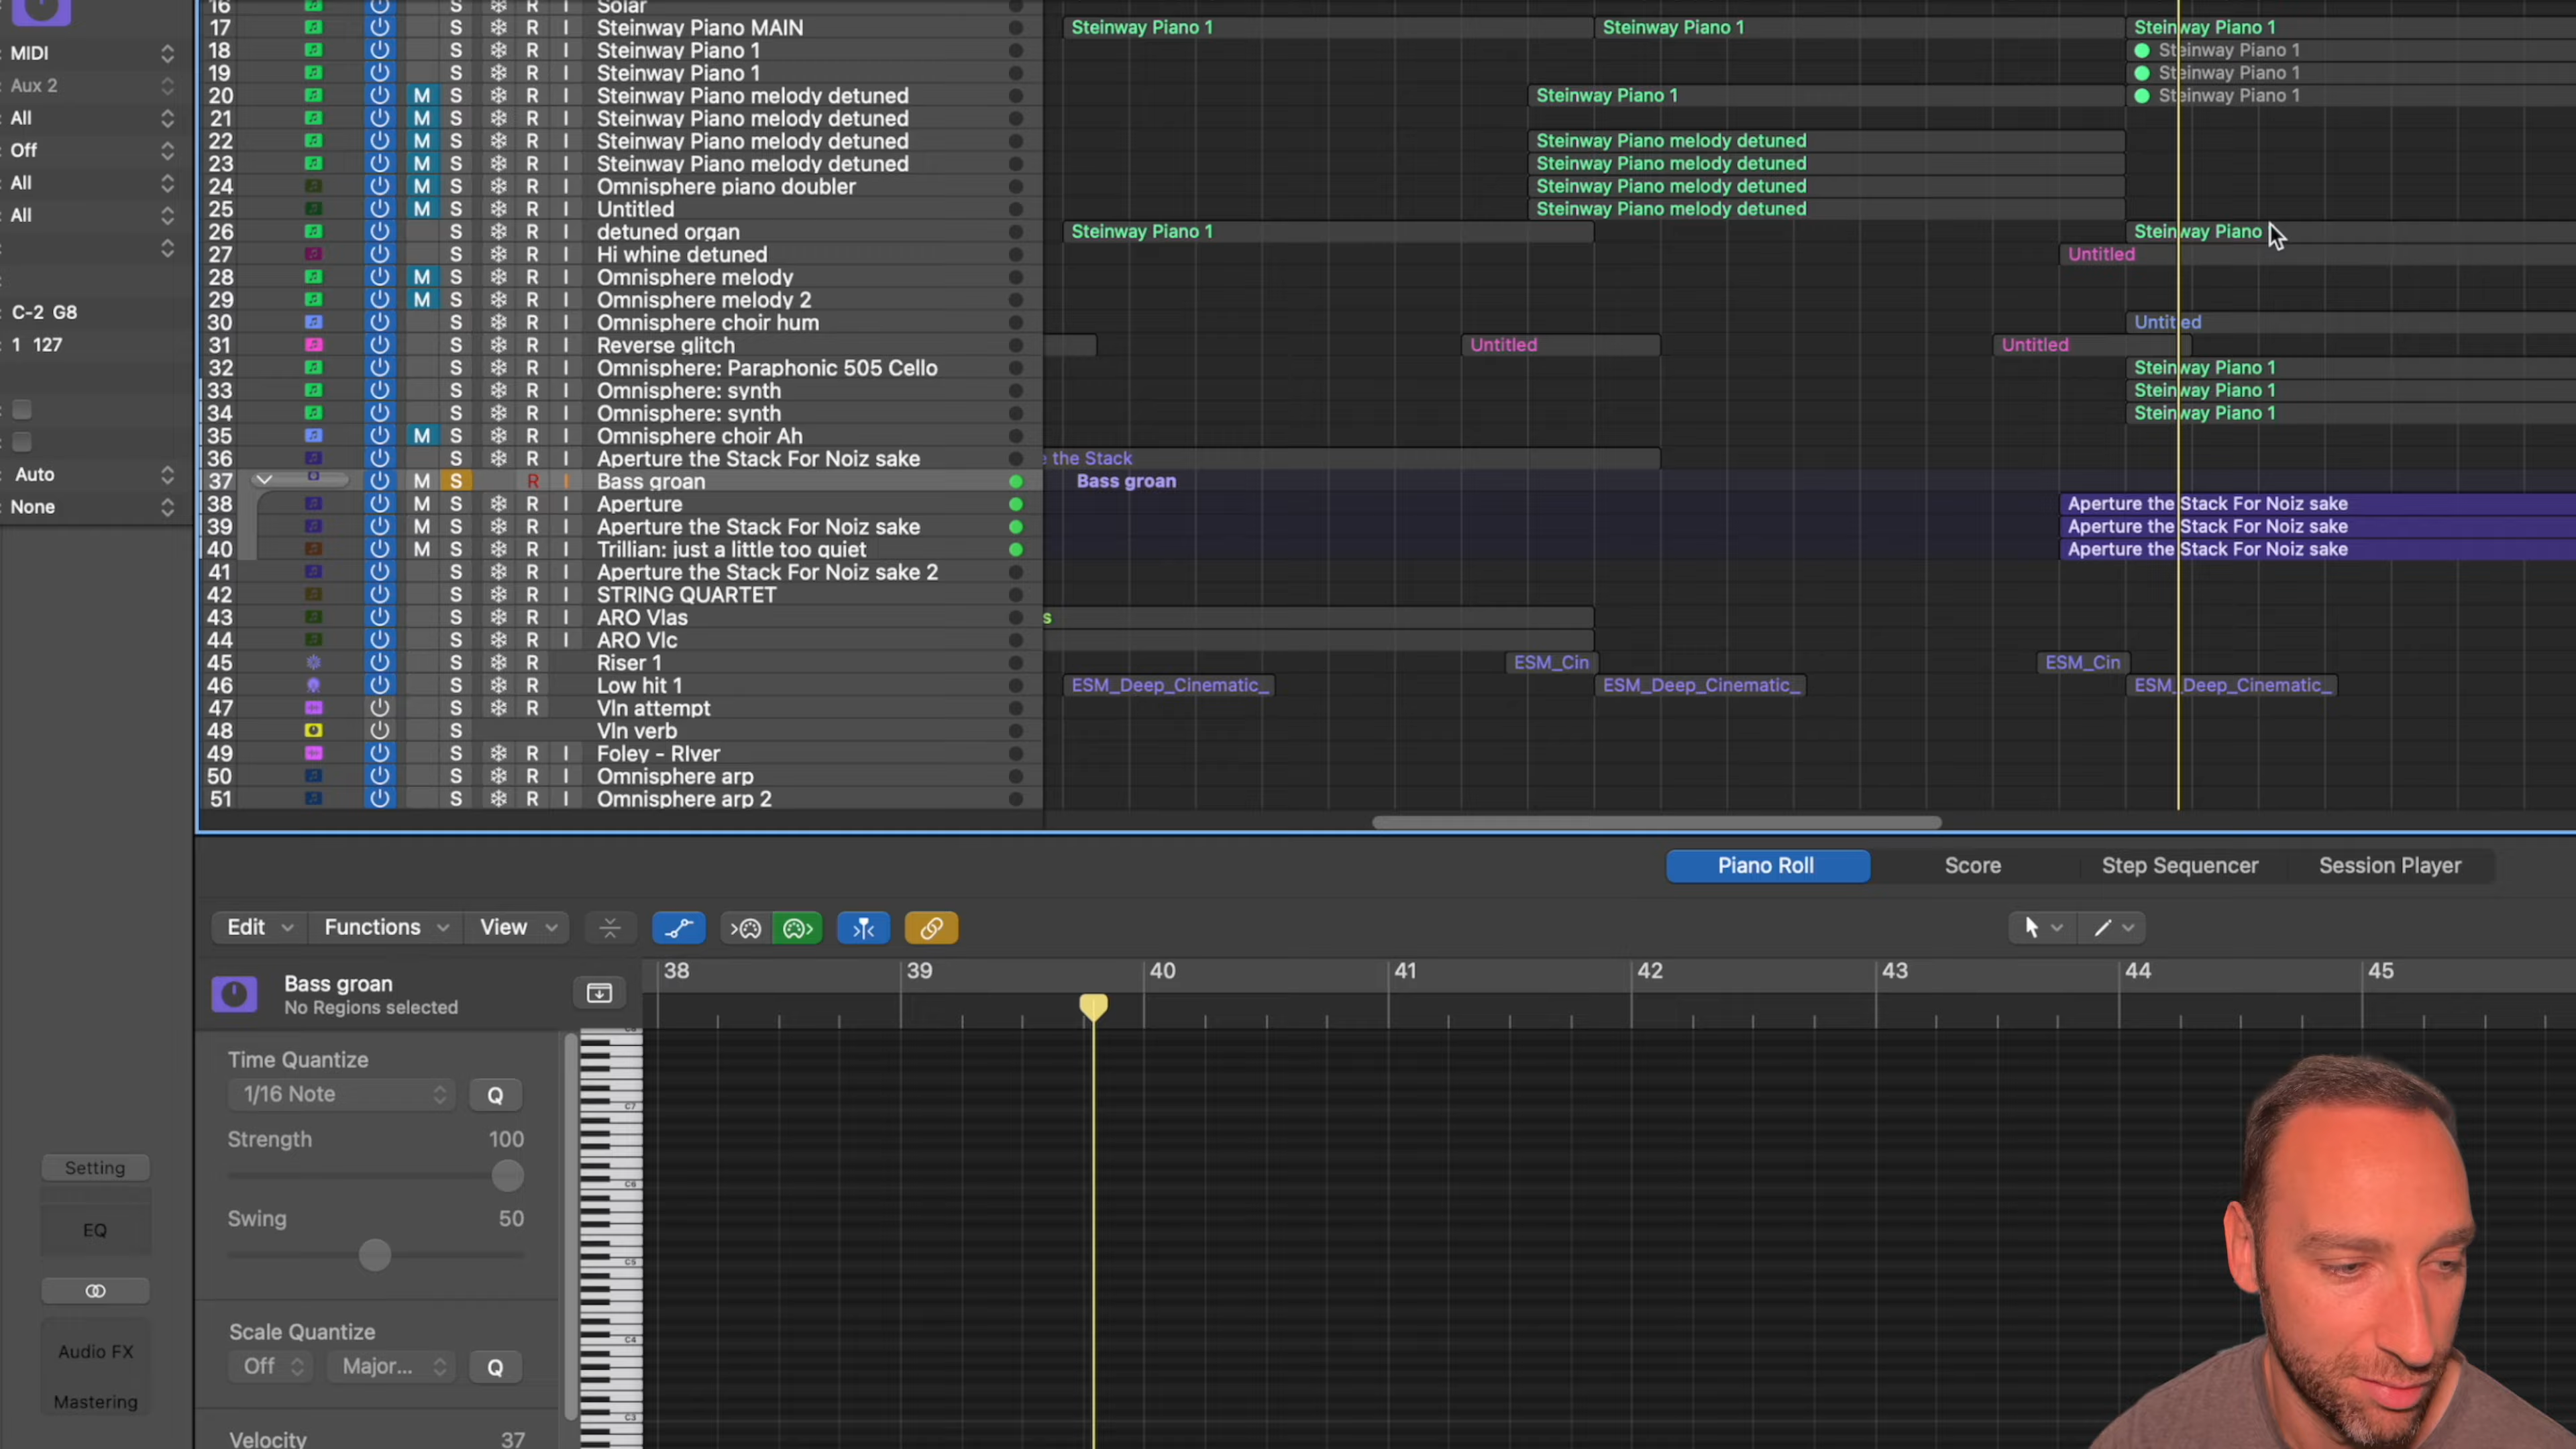 16 Solar
MIDI 17 M Steinway Piano MAIN Steinway Piano 1 Steinway Piano 1 Steinway Piano 1
18 S R I Steinway Piano 1 Steinway Piano 1
Aux 2 19 S R I Steinway Piano 1 Steinway Piano 1
20 M S R I Steinway Piano melody detuned Steinway Piano 1 Steinway Piano 1
All 21 M S R I Steinway Piano melody detuned
22 M S R I Steinway Piano melody detuned Steinway Piano melody detuned
Off 23 M S R I Steinway Piano melody detuned Steinway Piano melody detuned
All 24 M S R I Omnisphere piano doubler Steinway Piano melody detuned
All 25 M S R I Untitled Steinway Piano melody detuned
26 S R I detuned organ Steinway Piano 1 Steinway Piano
27 S R I Hi whine detuned Untitled
28 M S R I Omnisphere melody
29 M S R I Omnisphere melody 2
C-2 G8 30 S R I Omnisphere choir hum Untitled
1 127 31 S R I Reverse glitch Untitled Untitled
32 S R I Omnisphere: Paraphonic 505 Cello Steinway Piano 1
33 S R I Omnisphere: synth Steinway Piano 1
34 S R I Omnisphere: synth Steinway Piano 1
35 M S R I Omnisphere choir Ah
36 S R I Aperture the Stack For Noiz sake e the Stack
Auto 37 M S R I Bass groan Bass groan
None 38 M S R I Aperture Aperture the Stack For Noiz sake
39 M S R I Aperture the Stack For Noiz sake Aperture the Stack For Noiz sake
40 M S R I Trillian: just a little too quiet Aperture the Stack For Noiz sake
41 S R I Aperture the Stack For Noiz sake 2
42 S R I STRING QUARTET
43 S R I ARO Vlas s
44 S R I ARO Vlc
45 S R Riser 1 ESM_Cin ESM_Cin
46 S R Low hit 1 ESM_Deep_Cinematic_ ESM_Deep_Cinematic_ ESM_Deep_Cinematic_
47 S R Vln attempt
48 S Vln verb
49 S R I Foley - RIver
50 S R I Omnisphere arp
51 S R I Omnisphere arp 2
Piano Roll Score Step Sequencer Session Player
Edit Functions View
38 39 40 41 42 43 44 45
Bass groan
No Regions selected
Time Quantize
1/16 Note Q
Strength 100
Swing 50
Scale Quantize
Off Major... Q
Velocity 37
Setting
EQ
Audio FX
Mastering
C7
C6
C5
C4
C3